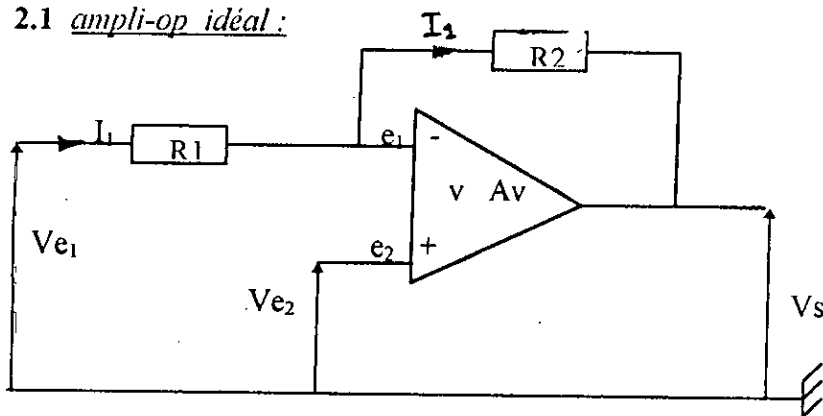 2.1 ampli-op idéal :
I₁
R2
I₁
R1
e₁
-
v Av
Ve₁
e₂
+
Ve₂
Vs